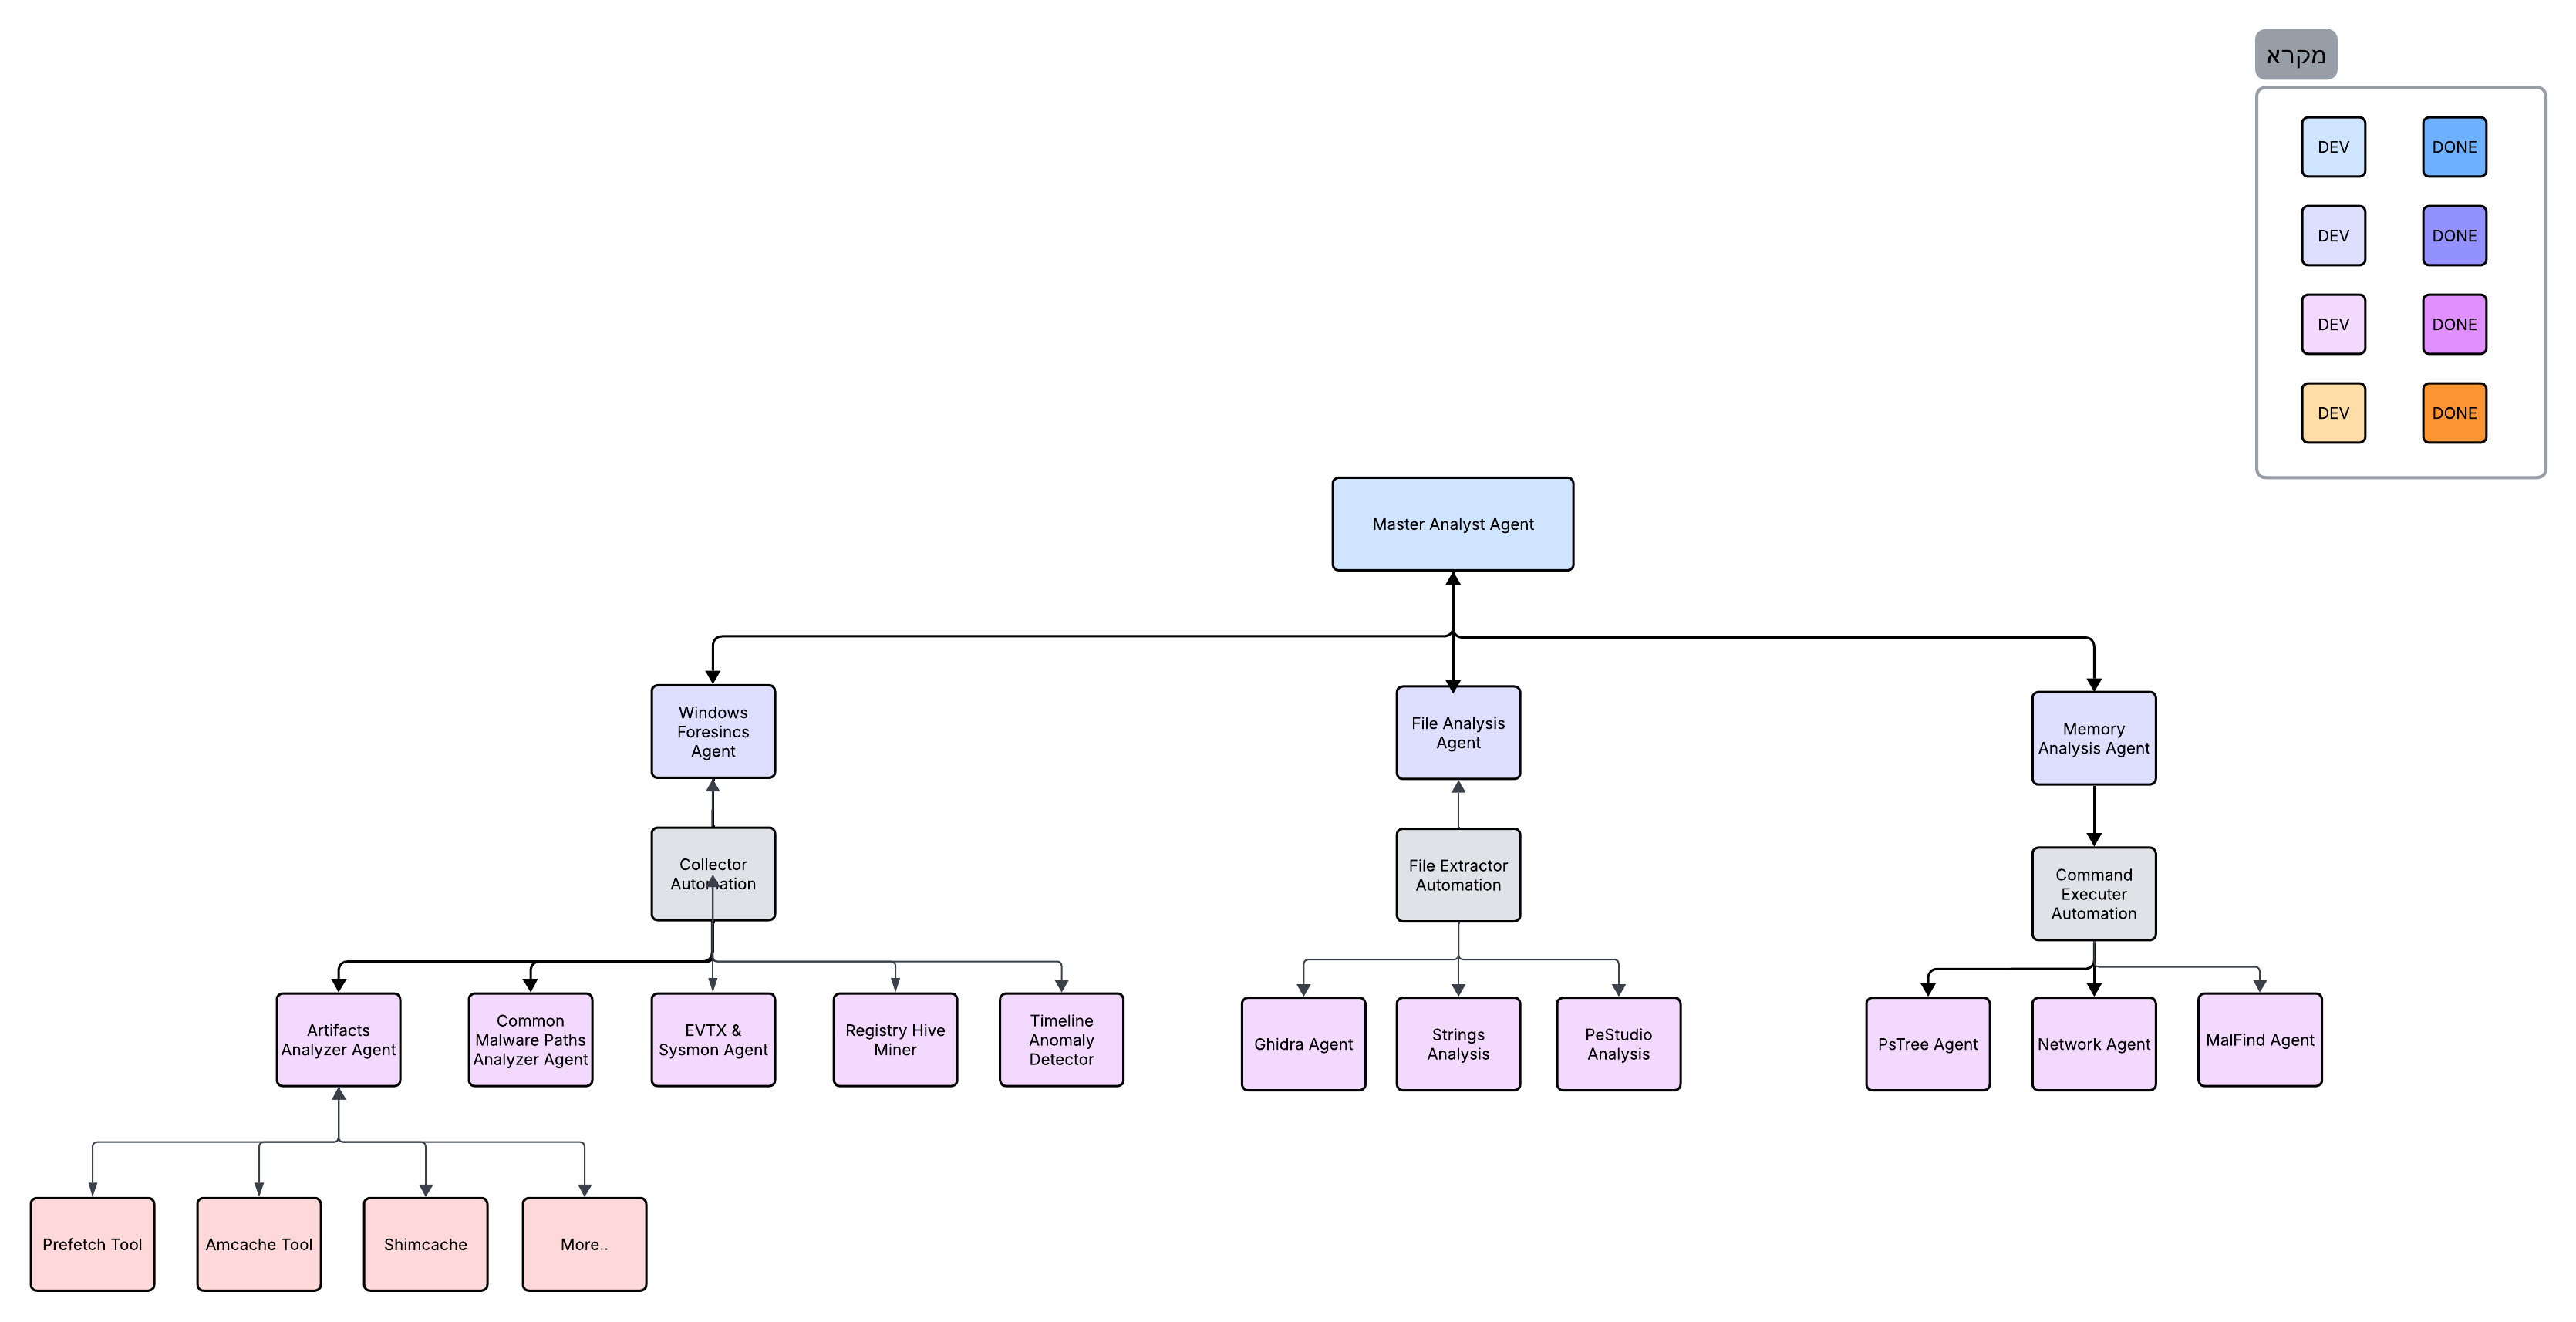 מקרא
DEV
DONE
DEV
DONE
DEV
DONE
DEV
DONE
Master Analyst Agent
Windows
Foresincs
Agent
File Analysis
Agent
Memory
Analysis Agent
Collector
Automation
File Extractor
Automation
Command
Executer
Automation
Artifacts
Analyzer Agent
Common
Malware Paths
Analyzer Agent
EVTX &
Sysmon Agent
Registry Hive
Miner
Timeline
Anomaly
Detector
Ghidra Agent
Strings
Analysis
PeStudio
Analysis
PsTree Agent
Network Agent
MalFind Agent
Prefetch Tool
Amcache Tool
Shimcache
More..